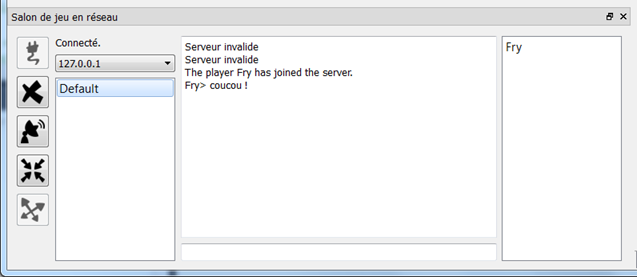 Salon de jeu en réseau
Connecté.
127.0.0.1
Default
Serveur invalide
Serveur invalide
The player Fry has joined the server.
Fry> coucou !
Fry